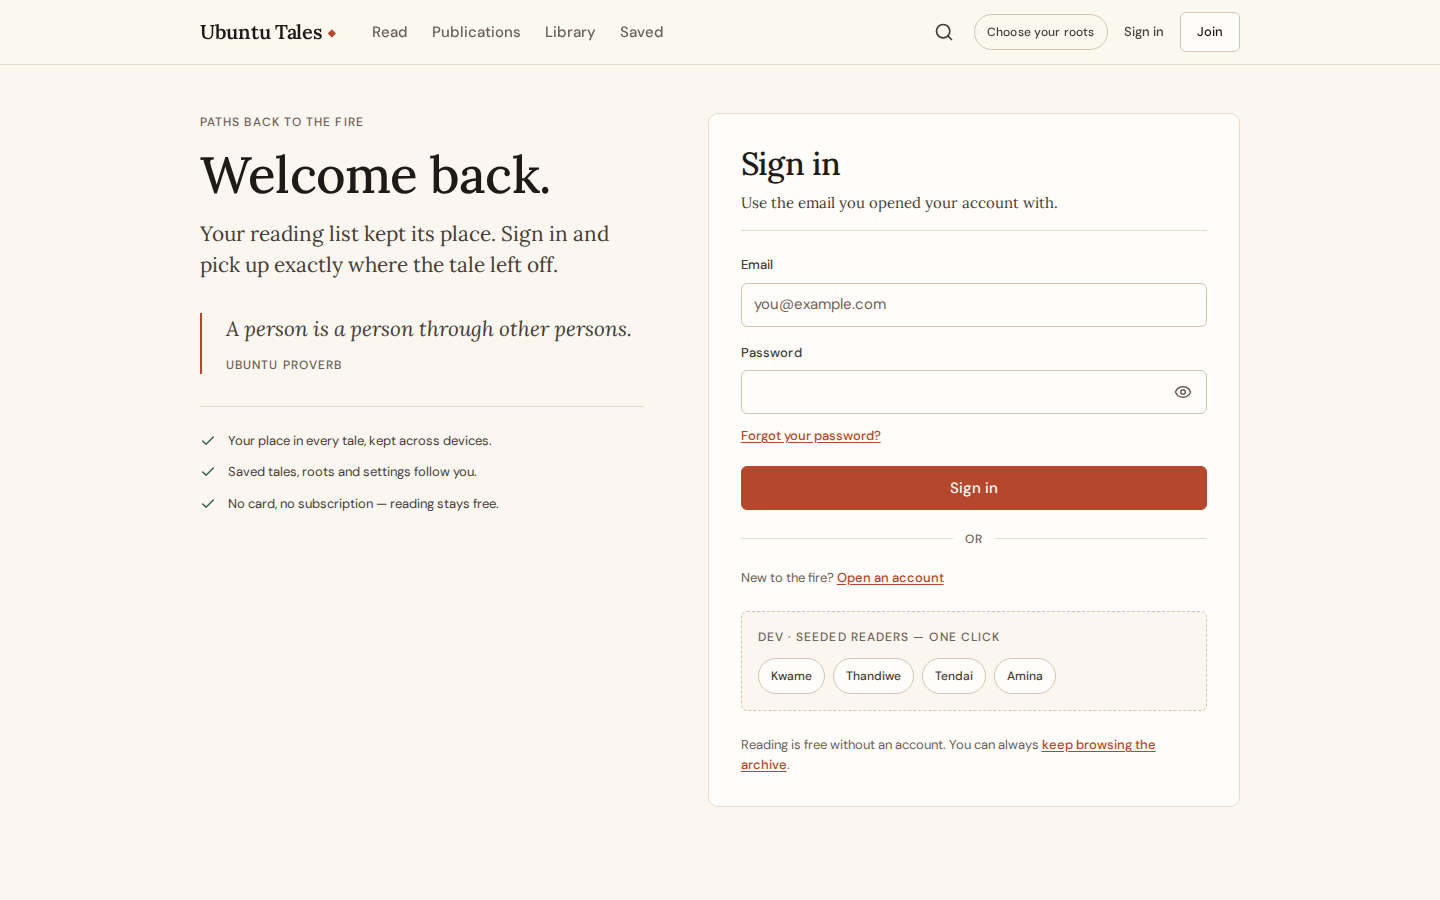 Ubuntu Tales
Read
Publications
Library
Saved
Choose your roots
Sign in
Join
PATHS BACK TO THE FIRE
Welcome back.
Your reading list kept its place. Sign in and
pick up exactly where the tale left off.
A person is a person through other persons.
UBUNTU PROVERB
Your place in every tale, kept across devices.
Saved tales, roots and settings follow you.
No card, no subscription — reading stays free.
Sign in
Use the email you opened your account with.
Email
you@example.com
Password
Forgot your password?
Sign in
OR
New to the fire? Open an account
DEV · SEEDED READERS — ONE CLICK
Kwame
Thandiwe
Tendai
Amina
Reading is free without an account. You can always keep browsing the
archive.